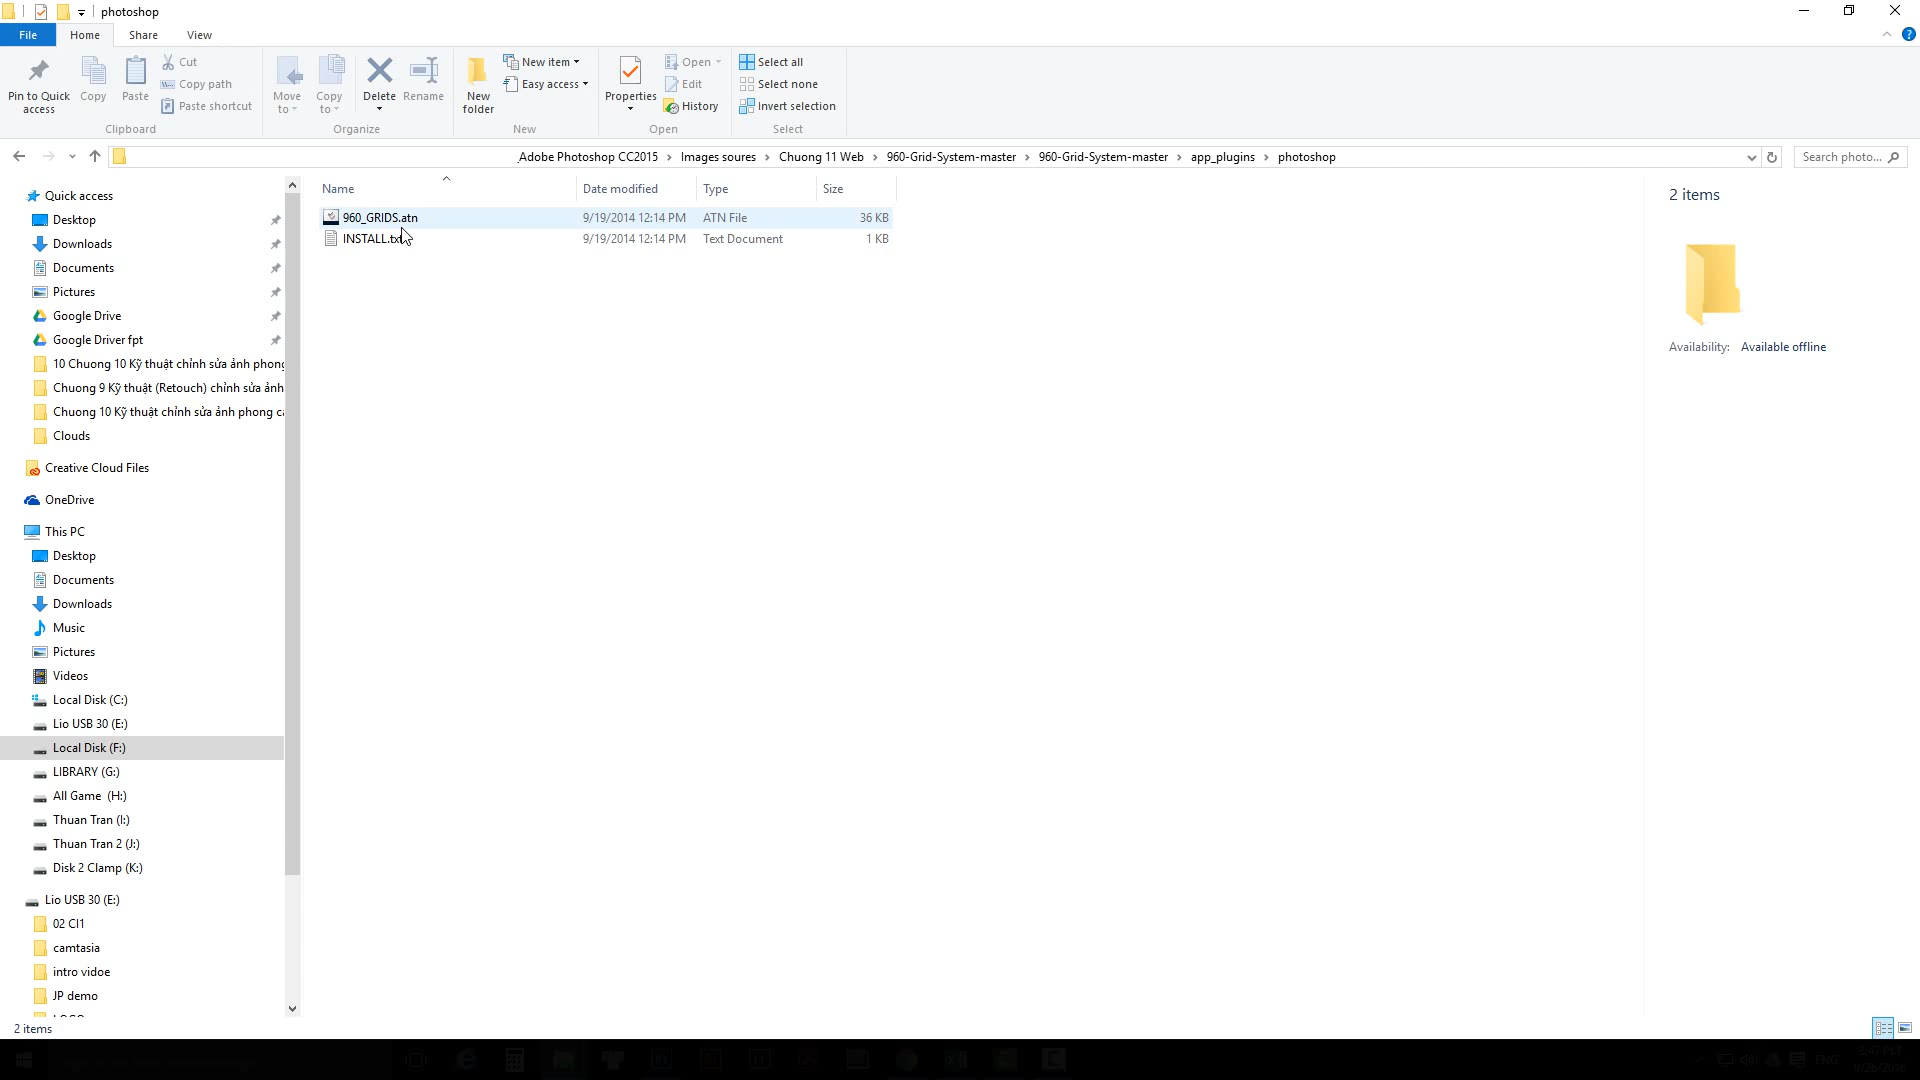 photoshop
File Home Share View
Pin to Quick access
Copy
Paste
Cut
Copy path
Paste shortcut
Clipboard
Move to
Copy to
Delete
Rename
Organize
New folder
New item
Easy access
New
Properties
Open
Edit
History
Open
Select all
Select none
Invert selection
Select
Adobe Photoshop CC2015 > Images soures > Chuong 11 Web > 960-Grid-System-master > 960-Grid-System-master > app_plugins > photoshop
Search photo...
Name Date modified Type Size
960_GRIDS.atn 9/19/2014 12:14 PM ATN File 36 KB
INSTALL.txt 9/19/2014 12:14 PM Text Document 1 KB
2 items
Availability: Available offline
Quick access
Desktop
Downloads
Documents
Pictures
Google Drive
Google Driver fpt
10 Chuong 10 Kỹ thuật chỉnh sửa ảnh phong
Chuong 9 Kỹ thuật (Retouch) chỉnh sửa ảnh
Chuong 10 Kỹ thuật chỉnh sửa ảnh phong cá
Clouds
Creative Cloud Files
OneDrive
This PC
Desktop
Documents
Downloads
Music
Pictures
Videos
Local Disk (C:)
Lio USB 30 (E:)
Local Disk (F:)
LIBRARY (G:)
All Game (H:)
Thuan Tran (I:)
Thuan Tran 2 (J:)
Disk 2 Clamp (K:)
Lio USB 30 (E:)
02 CI1
camtasia
intro vidoe
JP demo
2 items
ENG